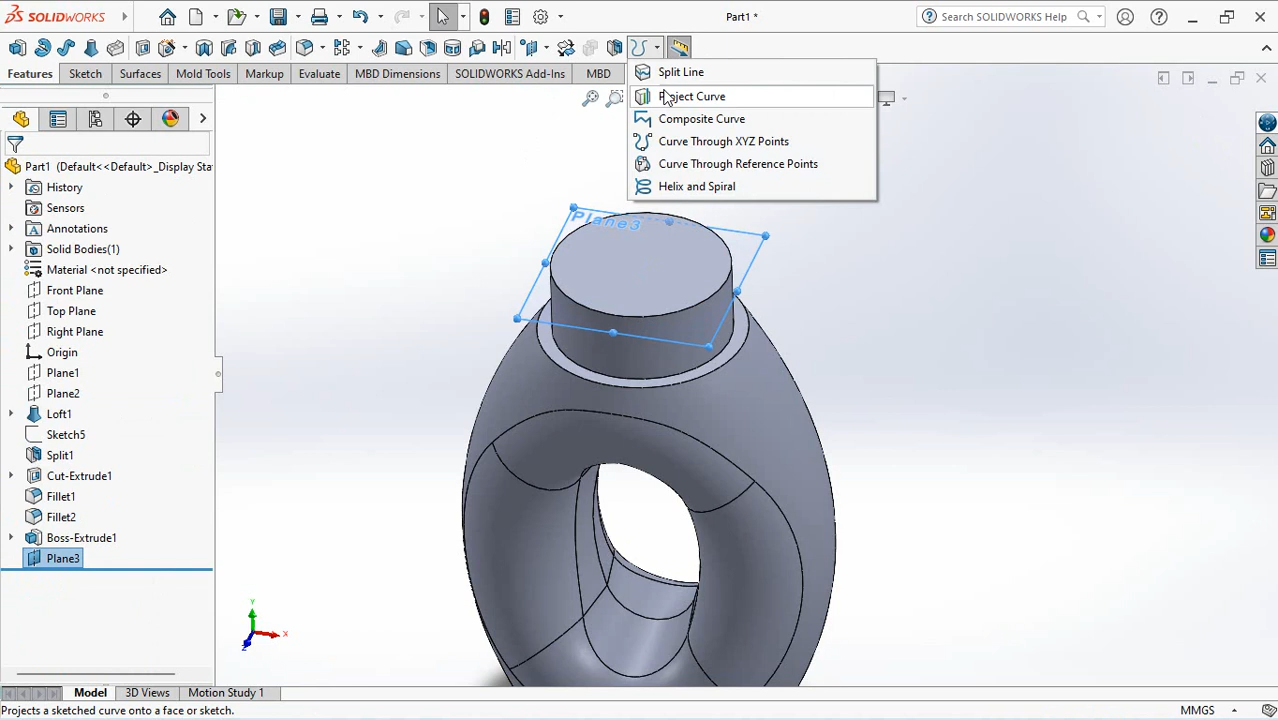 SOLIDWORKS
Part1 *
Search SOLIDWORKS Help
Features
Sketch
Surfaces
Mold Tools
Markup
Evaluate
MBD Dimensions
SOLIDWORKS Add-Ins
MBD
Split Line
Project Curve
Composite Curve
Curve Through XYZ Points
Curve Through Reference Points
Helix and Spiral
Part1 (Default<<Default>_Display Sta
History
Sensors
Annotations
Solid Bodies(1)
Material <not specified>
Front Plane
Top Plane
Right Plane
Origin
Plane1
Plane2
Loft1
Sketch5
Split1
Cut-Extrude1
Fillet1
Fillet2
Boss-Extrude1
Plane3
Plane3
Y
X
Z
Model
3D Views
Motion Study 1
Projects a sketched curve onto a face or sketch.
MMGS